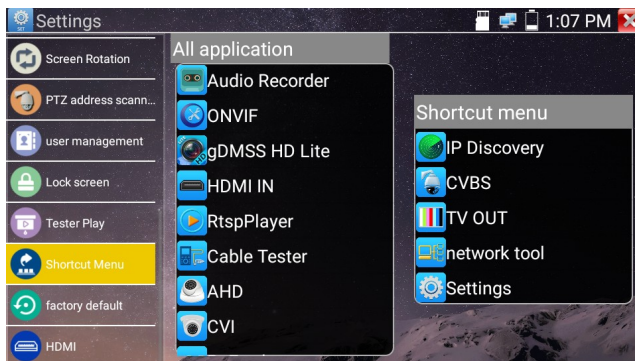 Settings
1:07 PM
Screen Rotation
PTZ address scann...
user management
Lock screen
Tester Play
Shortcut Menu
factory default
HDMI
All application
Audio Recorder
ONVIF
gDMSS HD Lite
HDMI IN
RtspPlayer
Cable Tester
AHD
CVI
Shortcut menu
IP Discovery
CVBS
TV OUT
network tool
Settings